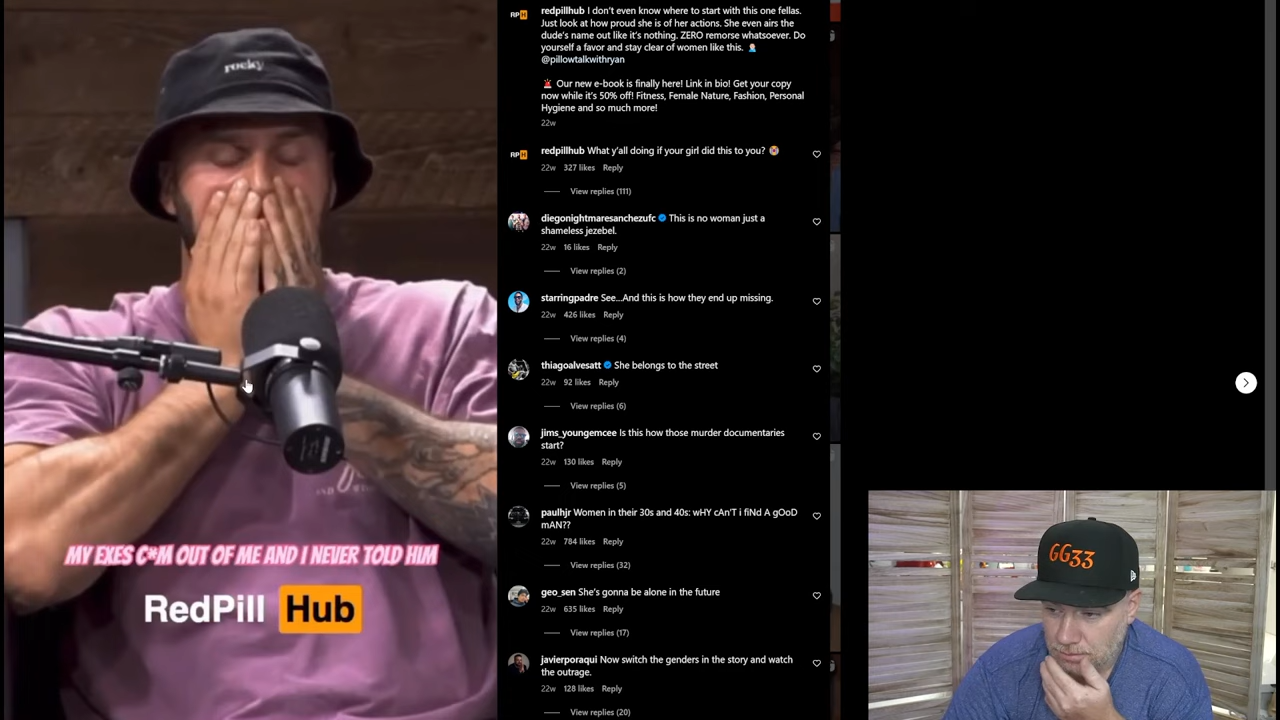 rocky
MY EXES C*M OUT OF ME AND I NEVER TOLD HIM
RedPill Hub
RPH
redpillhub I don't even know where to start with this one fellas.
Just look at how proud she is of her actions. She even airs the
dude's name out like it's nothing. ZERO remorse whatsoever. Do
yourself a favor and stay clear of women like this. 🤦🏻‍♂️
@pillowtalkwithryan
🚨 Our new e-book is finally here! Link in bio! Get your copy
now while it's 50% off! Fitness, Female Nature, Fashion, Personal
Hygiene and so much more!
22w
RPH
redpillhub What y'all doing if your girl did this to you?
22w 327 likes Reply
View replies (111)
diegonightmaresanchezufc This is no woman just a
shameless jezebel.
22w 16 likes Reply
View replies (2)
starringpadre See...And this is how they end up missing.
22w 426 likes Reply
View replies (4)
thiagoalvesatt She belongs to the street
22w 92 likes Reply
View replies (6)
jims_youngemcee Is this how those murder documentaries
start?
22w 130 likes Reply
View replies (5)
paulhjr Women in their 30s and 40s: wHY cAn'T i fiNd A gOoD
mAN??
22w 784 likes Reply
View replies (32)
geo_sen She's gonna be alone in the future
22w 635 likes Reply
View replies (17)
javierporaqui Now switch the genders in the story and watch
the outrage.
22w 128 likes Reply
View replies (20)
GG33